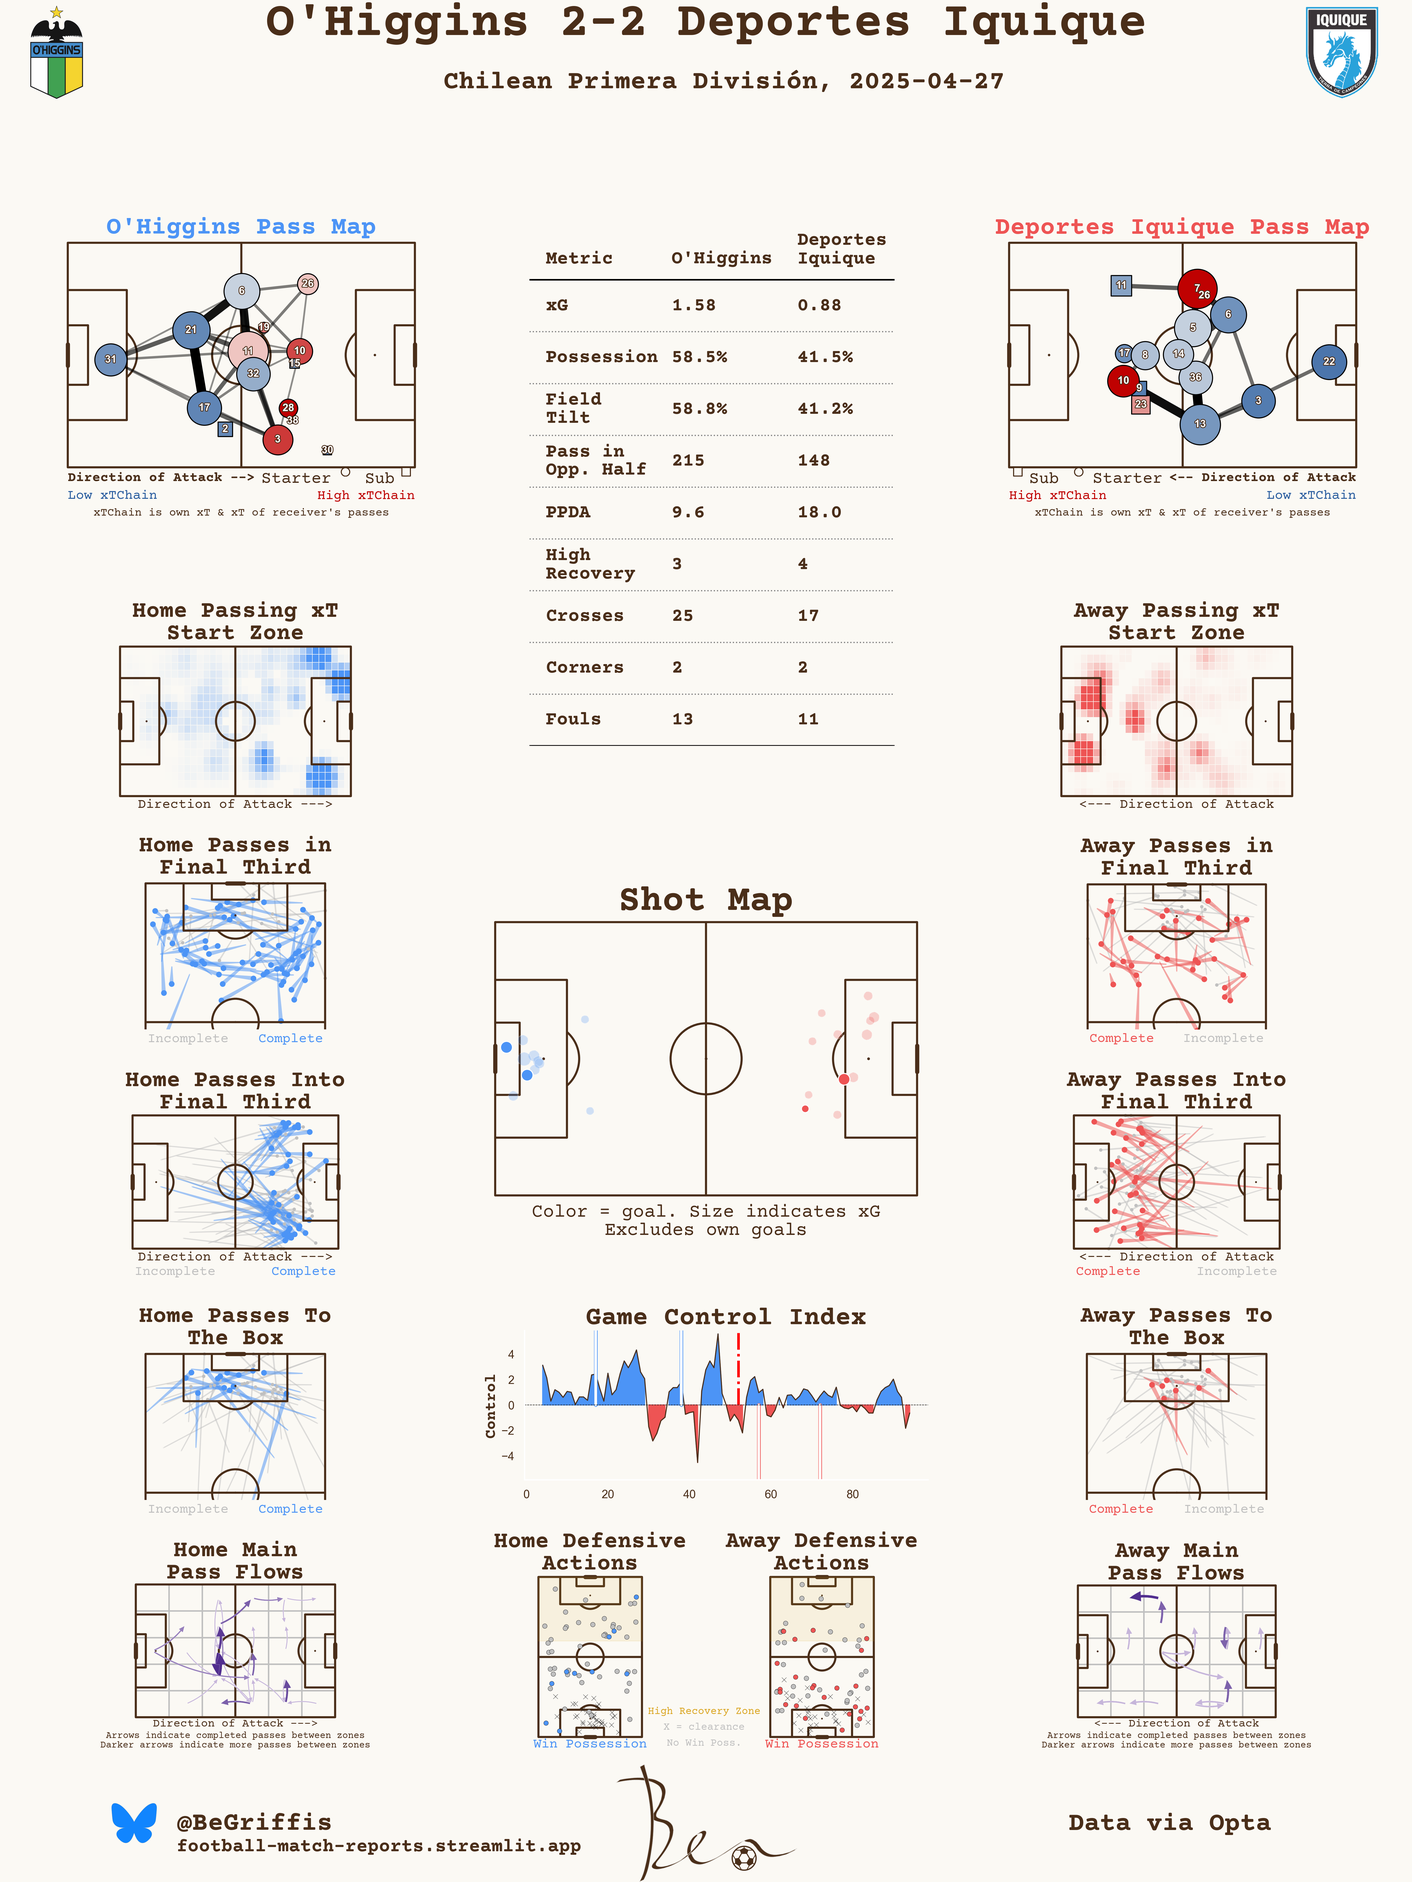 O'Higgins 2-2 Deportes Iquique
Chilean Primera División, 2025-04-27
O'HIGGINS
IQUIQUE
O'Higgins Pass Map
6
26
21
19
11
10
15
31
32
17
28
38
2
3
30
Direction of Attack --> Starter Sub
Low xTChain High xTChain
xTChain is own xT & xT of receiver's passes
Metric O'Higgins Deportes Iquique
xG 1.58 0.88
Possession 58.5% 41.5%
Field Tilt 58.8% 41.2%
Pass in Opp. Half 215 148
PPDA 9.6 18.0
High Recovery 3 4
Crosses 25 17
Corners 2 2
Fouls 13 11
Deportes Iquique Pass Map
11
7
26
6
5
17
8
14
22
10
9
36
23
3
13
Sub Starter <-- Direction of Attack
High xTChain Low xTChain
xTChain is own xT & xT of receiver's passes
Home Passing xT
Start Zone
Direction of Attack --->
Away Passing xT
Start Zone
<--- Direction of Attack
Home Passes in
Final Third
Incomplete Complete
Away Passes in
Final Third
Complete Incomplete
Shot Map
Color = goal. Size indicates xG
Excludes own goals
Home Passes Into
Final Third
Direction of Attack --->
Incomplete Complete
Away Passes Into
Final Third
<--- Direction of Attack
Complete Incomplete
Home Passes To
The Box
Incomplete Complete
Game Control Index
Control
4
2
0
−2
−4
0 20 40 60 80
Away Passes To
The Box
Complete Incomplete
Home Main
Pass Flows
Direction of Attack --->
Arrows indicate completed passes between zones
Darker arrows indicate more passes between zones
Home Defensive
Actions
Win Possession
High Recovery Zone
X = clearance
No Win Poss.
Away Defensive
Actions
Win Possession
Away Main
Pass Flows
<--- Direction of Attack
Arrows indicate completed passes between zones
Darker arrows indicate more passes between zones
@BeGriffis
football-match-reports.streamlit.app
Ben
Data via Opta